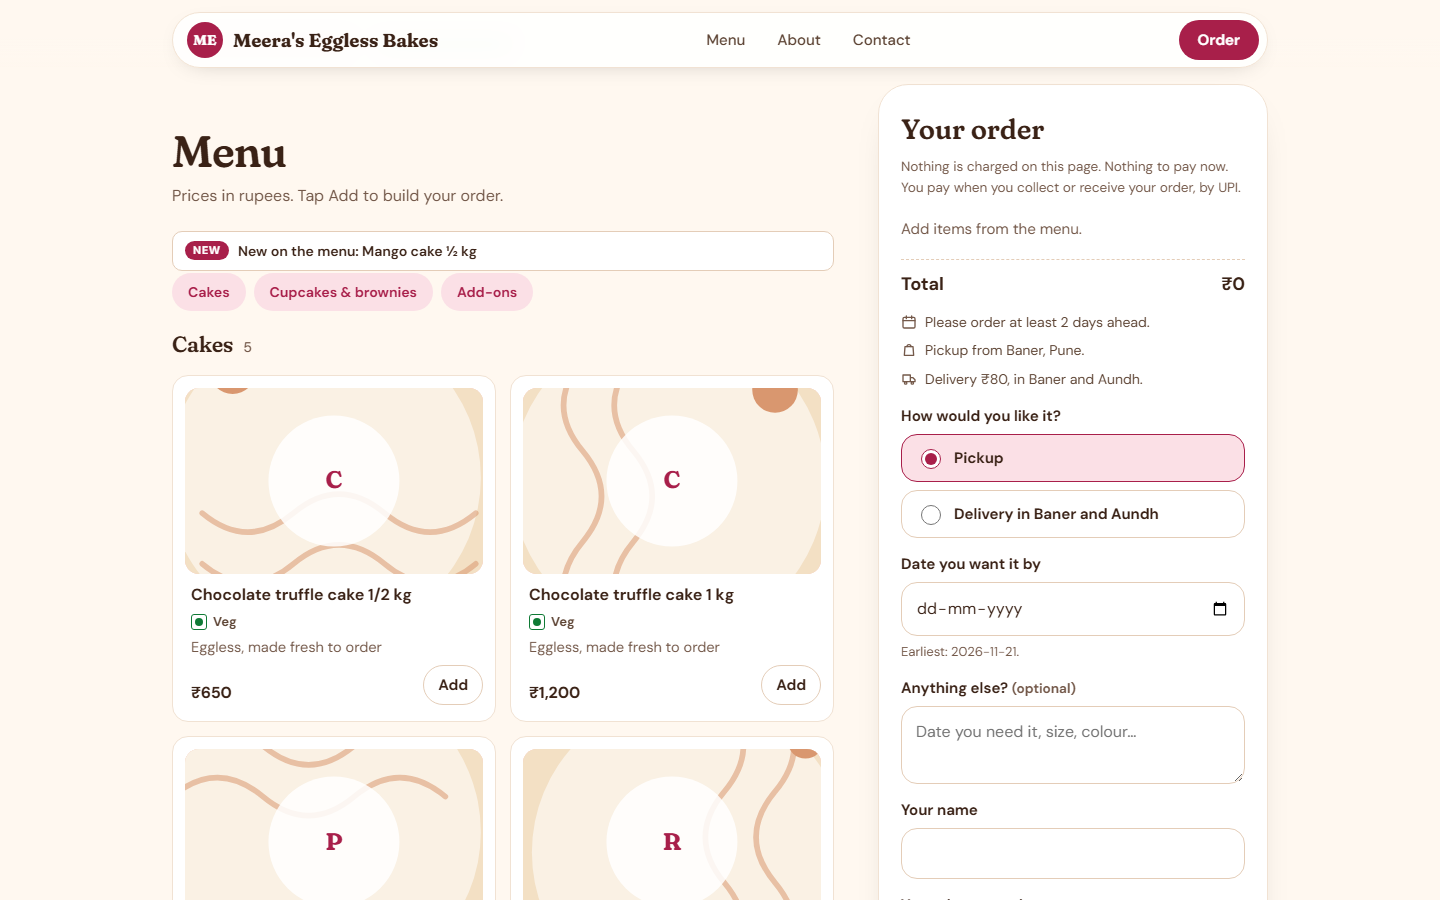 ME Meera's Eggless Bakes
Menu About Contact
Order
Menu
Prices in rupees. Tap Add to build your order.
NEW New on the menu: Mango cake ½ kg
Cakes Cupcakes & brownies Add-ons
Cakes 5
C
Chocolate truffle cake 1/2 kg
Veg
Eggless, made fresh to order
₹650 Add
C
Chocolate truffle cake 1 kg
Veg
Eggless, made fresh to order
₹1,200 Add
P
R
Your order
Nothing is charged on this page. Nothing to pay now.
You pay when you collect or receive your order, by UPI.
Add items from the menu.
Total ₹0
Please order at least 2 days ahead.
Pickup from Baner, Pune.
Delivery ₹80, in Baner and Aundh.
How would you like it?
Pickup
Delivery in Baner and Aundh
Date you want it by
dd-mm-yyyy
Earliest: 2026-11-21.
Anything else? (optional)
Date you need it, size, colour…
Your name